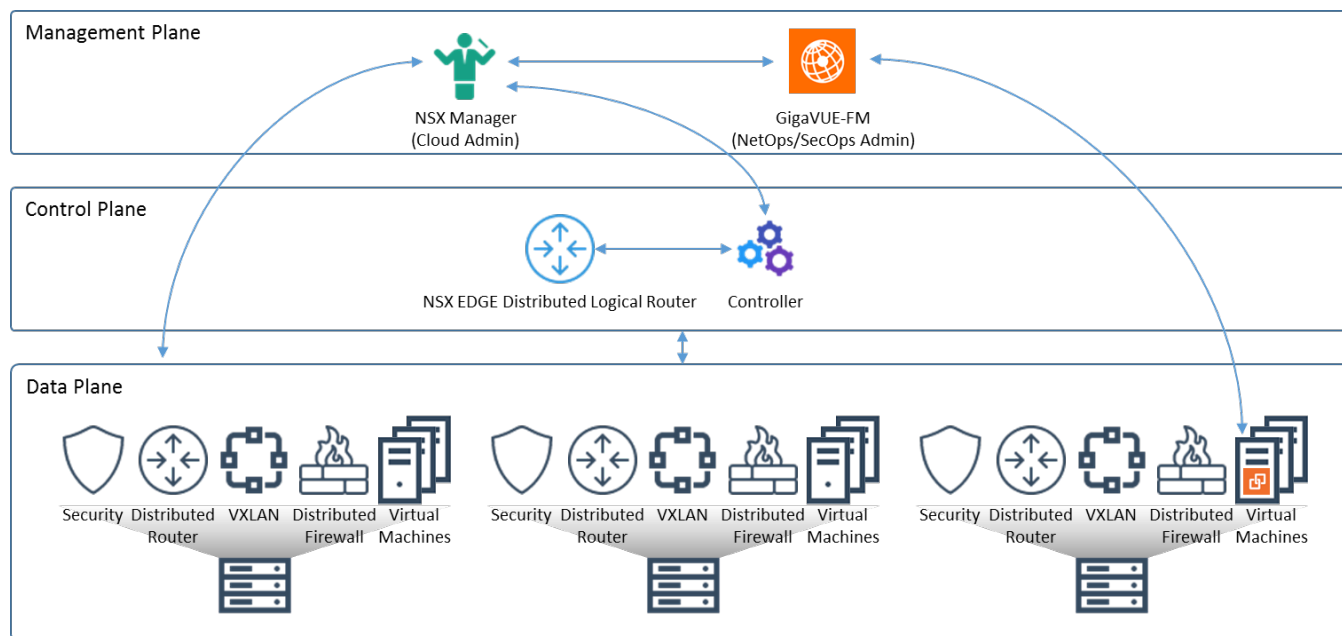 Management Plane
NSX Manager
(Cloud Admin)
GigaVUE-FM
(NetOps/SecOps Admin)
Control Plane
NSX EDGE Distributed Logical Router
Controller
Data Plane
Security
Distributed
Router
VXLAN
Distributed
Firewall
Virtual
Machines
Security
Distributed
Router
VXLAN
Distributed
Firewall
Virtual
Machines
Security
Distributed
Router
VXLAN
Distributed
Firewall
Virtual
Machines